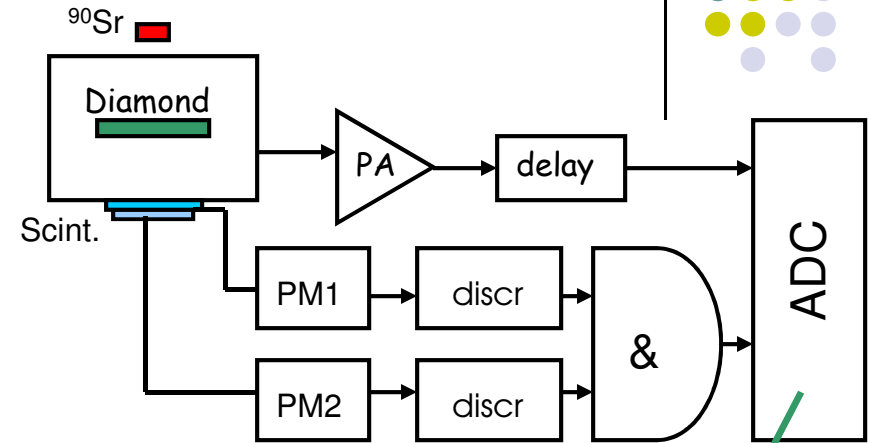 ⁹⁰Sr
Diamond
PA
delay
ADC
Scint.
PM1
discr
&
PM2
discr